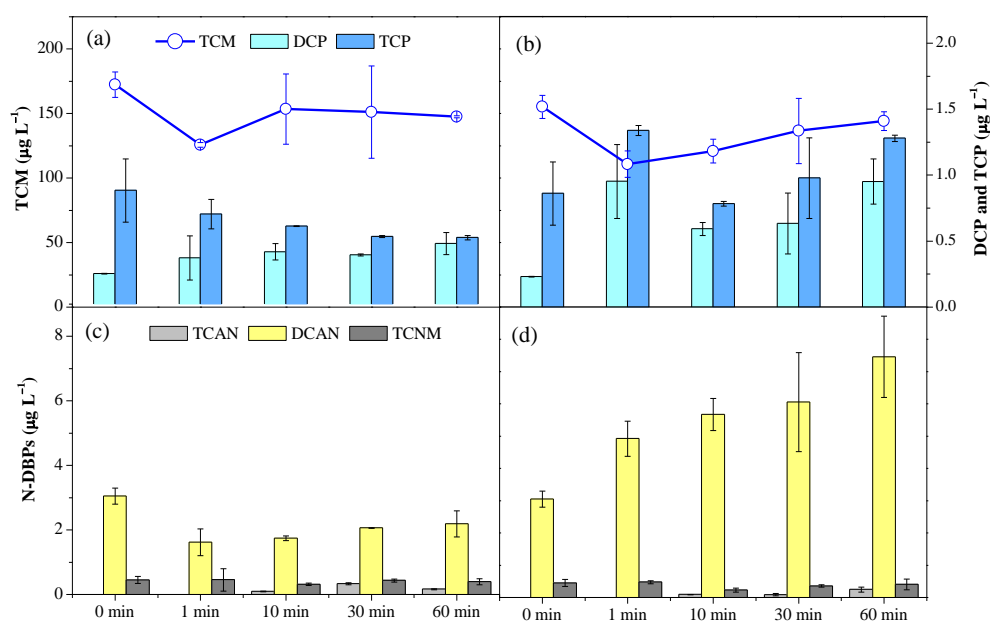 (a) TCM DCP TCP
(b)
TCM (µg L⁻¹)
200
150
100
50
0
2.0
1.5
1.0
0.5
0.0
DCP and TCP (µg L⁻¹)
(c) TCAN DCAN TCNM
(d)
N-DBPs (µg L⁻¹)
8
6
4
2
0
0 min 1 min 10 min 30 min 60 min
0 min 1 min 10 min 30 min 60 min